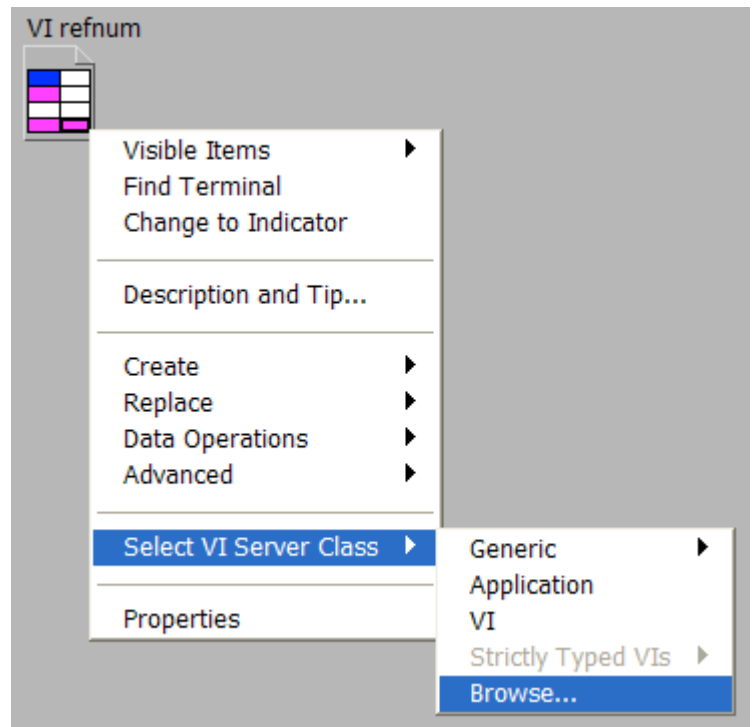 VI refnum
Visible Items
Find Terminal
Change to Indicator
Description and Tip...
Create
Replace
Data Operations
Advanced
Select VI Server Class
Properties
Generic
Application
VI
Strictly Typed VIs
Browse...